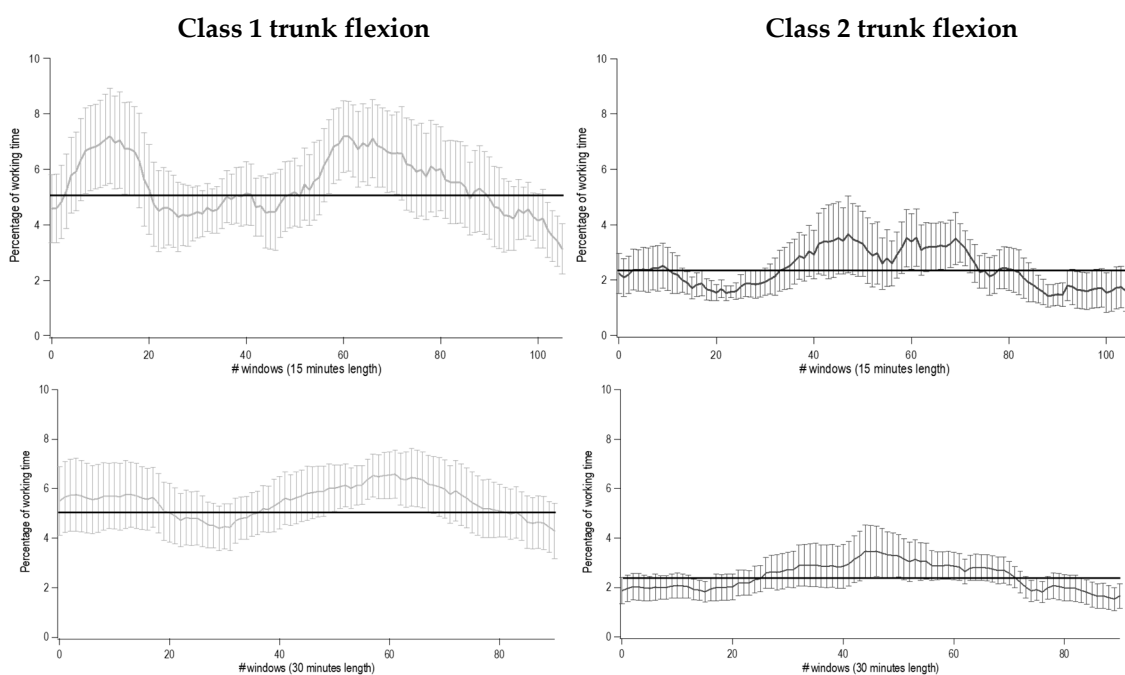 Class 1 trunk flexion
Class 2 trunk flexion
Percentage of working time
10
8
6
4
2
0
0 20 40 60 80 100
# windows (15 minutes length)
Percentage of working time
10
8
6
4
2
0
0 20 40 60 80 100
# windows (15 minutes length)
Percentage of working time
10
8
6
4
2
0
0 20 40 60 80
# windows (30 minutes length)
Percentage of working time
10
8
6
4
2
0
0 20 40 60 80
# windows (30 minutes length)